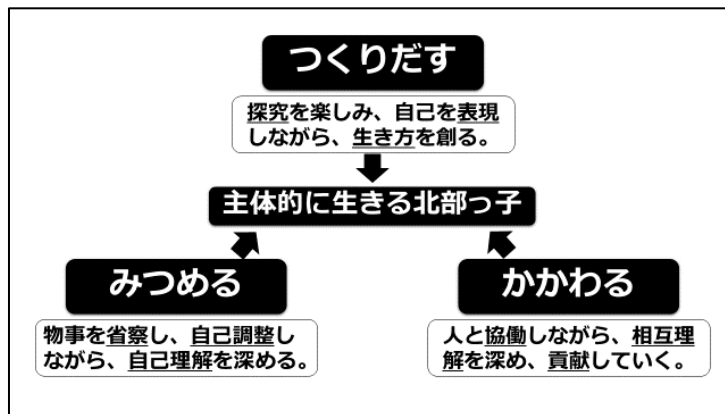 つくりだす
探究を楽しみ、自己を表現
しながら、生き方を創る。
主体的に生きる北部っ子
みつめる
物事を省察し、自己調整し
ながら、自己理解を深める。
かかわる
人と協働しながら、相互理
解を深め、貢献していく。